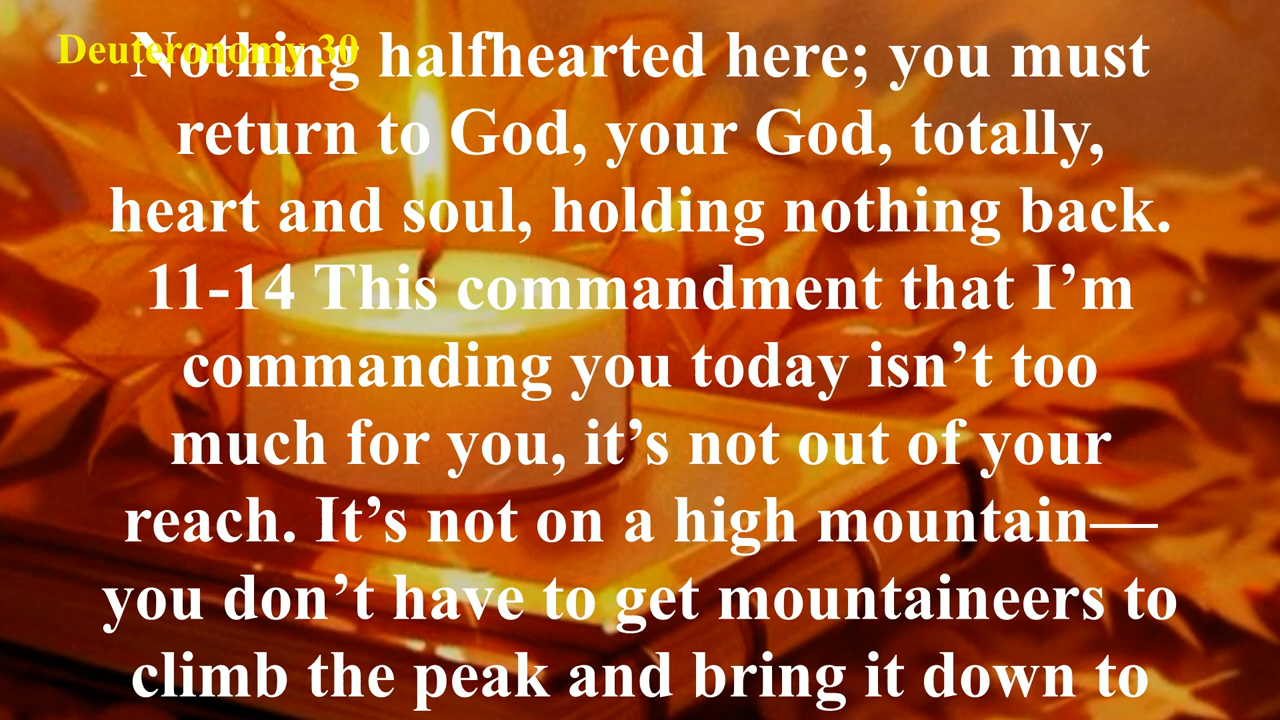 Deuteronomy 30
Nothing halfhearted here; you must
return to God, your God, totally,
heart and soul, holding nothing back.
11-14 This commandment that I’m
commanding you today isn’t too
much for you, it’s not out of your
reach. It’s not on a high mountain—
you don’t have to get mountaineers to
climb the peak and bring it down to